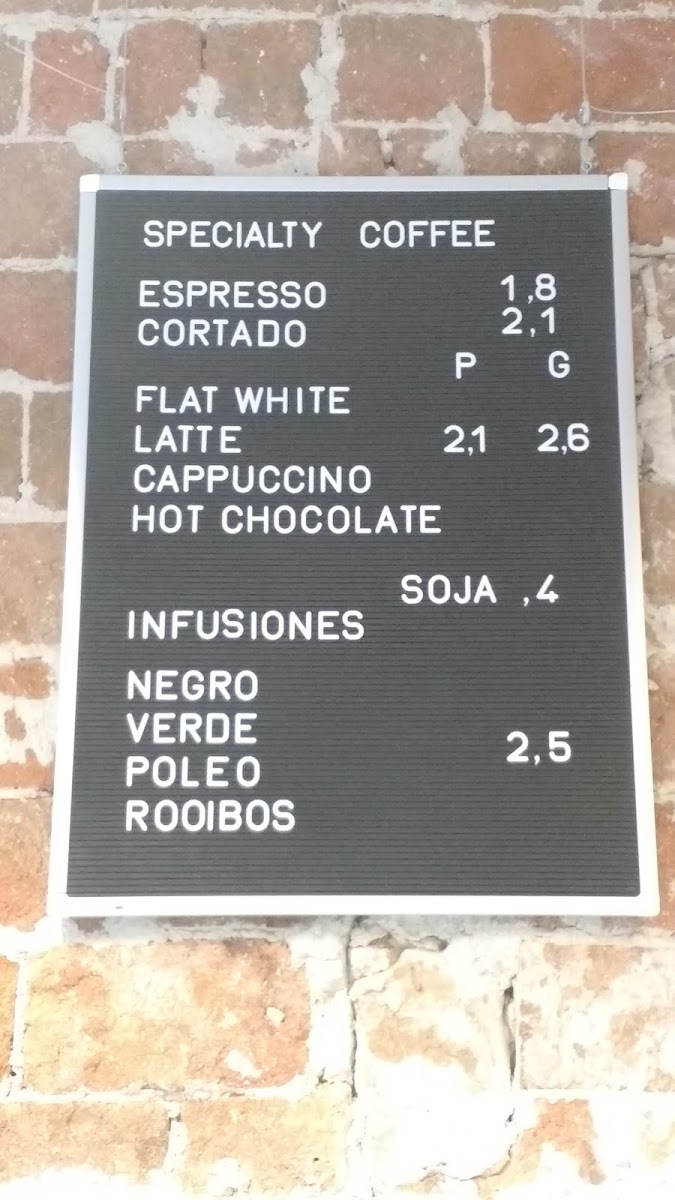 SPECIALTY COFFEE
ESPRESSO 1,8
CORTADO 2,1
P G
FLAT WHITE
LATTE 2,1 2,6
CAPPUCCINO
HOT CHOCOLATE
SOJA ,4
INFUSIONES
NEGRO
VERDE 2,5
POLEO
ROOIBOS